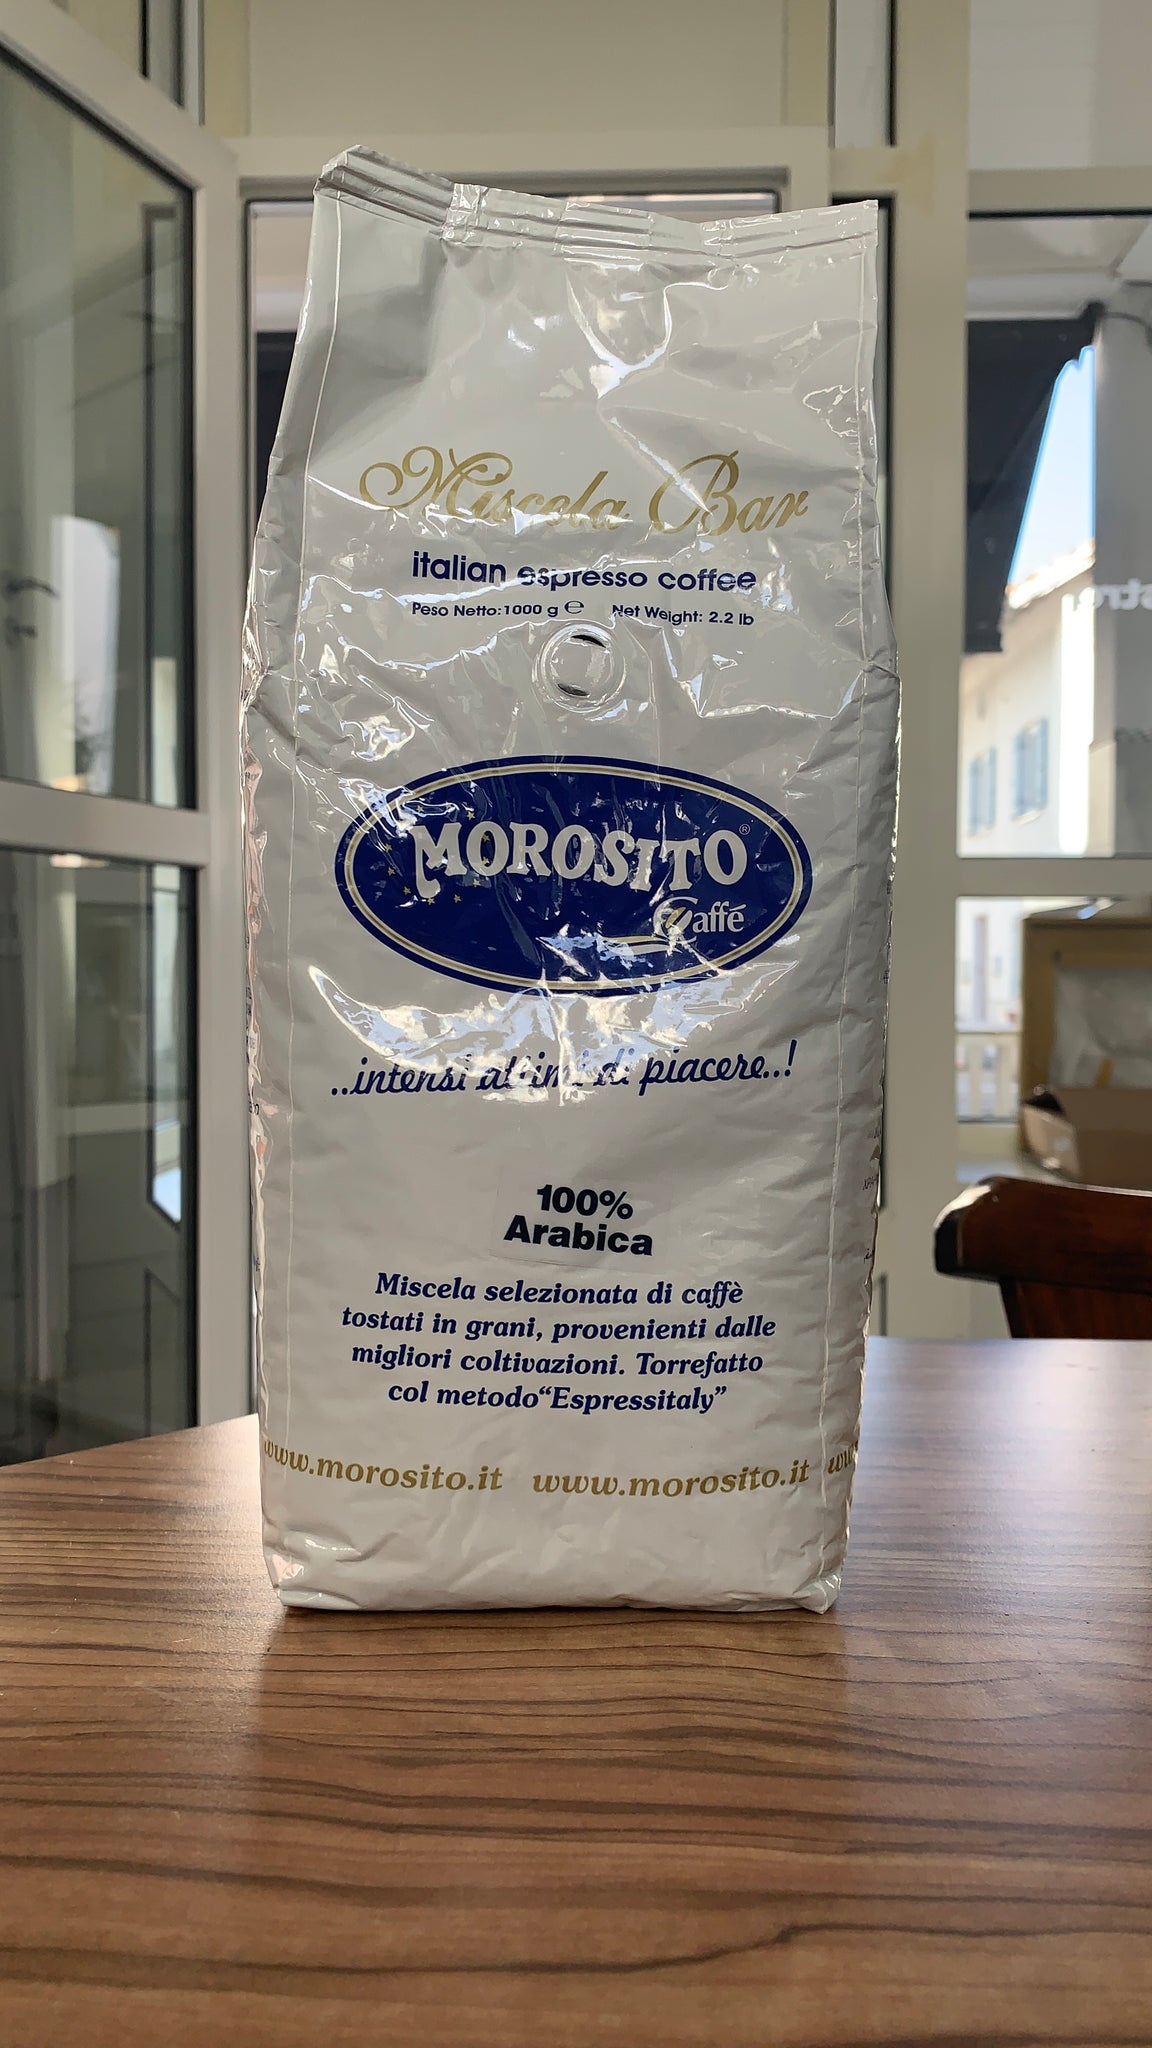 Miscela Bar
italian espresso coffee
Peso Netto:1000 g ℮ Net Weight: 2.2 lb
MOROSITO®
Caffé
..intensi attimi di piacere..!
100%
Arabica
Miscela selezionata di caffè
tostati in grani, provenienti dalle
migliori coltivazioni. Torrefatto
col metodo“Espressitaly”
www.morosito.it www.morosito.it